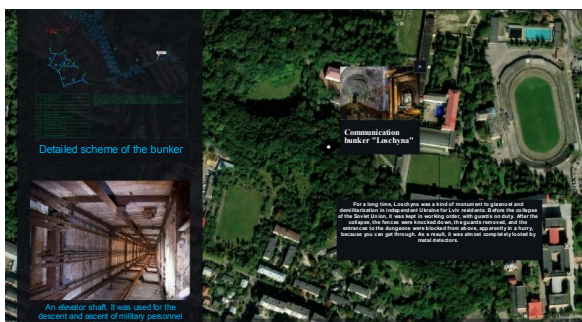 Detailed scheme of the bunker
An elevator shaft. It was used for the
descent and ascent of military personnel
Communication
bunker "Loschyna"
For a long time, Loschyna was a kind of monument to glasnost and
demilitarization in independent Ukraine for Lviv residents. Before the collapse
of the Soviet Union, it was kept in working order, with guards on duty. After the
collapse, the fences were knocked down, the guards removed, and the
entrances to the dungeons were blocked from above, apparently in a hurry,
because you can get through. As a result, it was almost completely looted by
metal detectors.